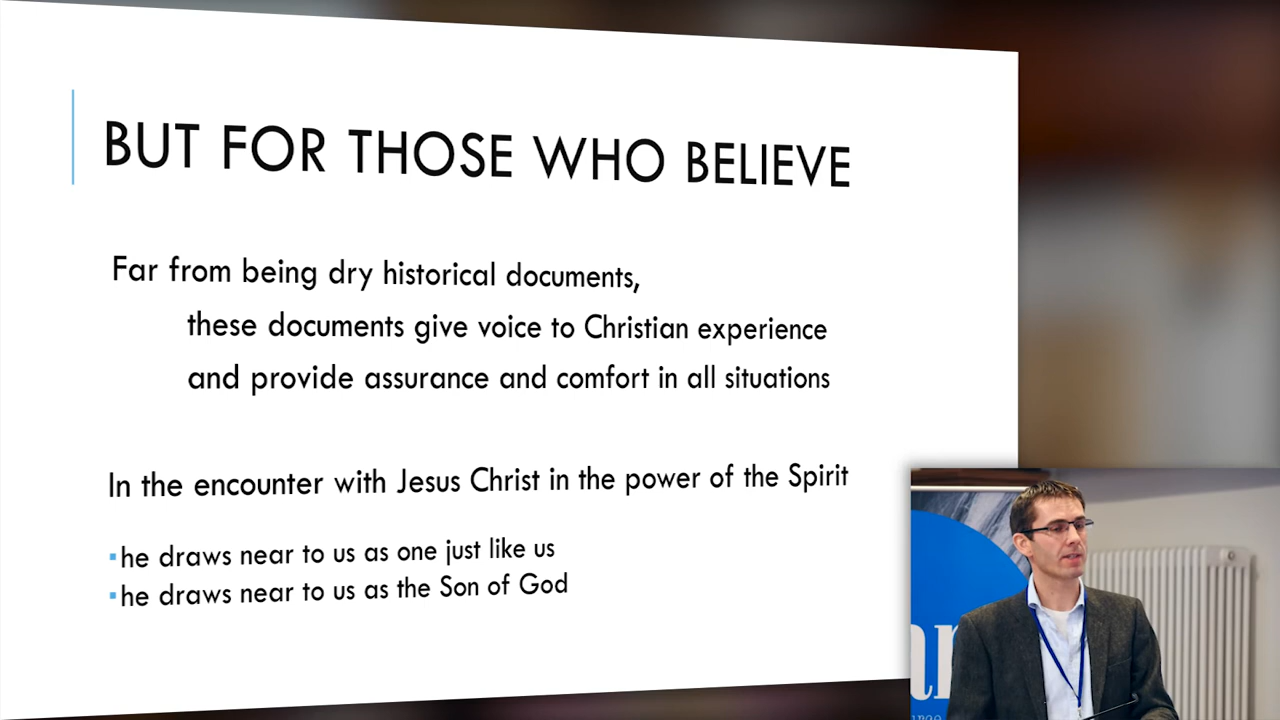 BUT FOR THOSE WHO BELIEVE
Far from being dry historical documents,
these documents give voice to Christian experience
and provide assurance and comfort in all situations
In the encounter with Jesus Christ in the power of the Spirit
▪he draws near to us as one just like us
▪he draws near to us as the Son of God